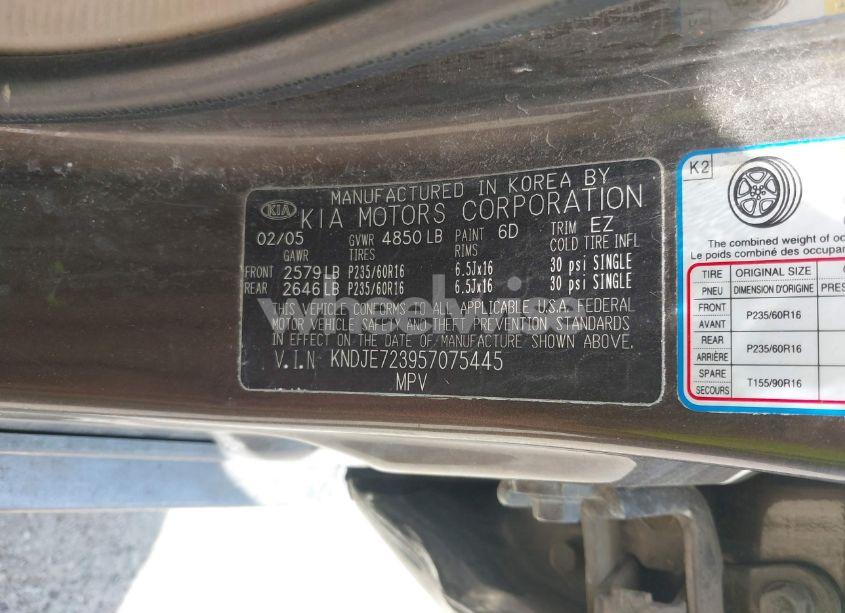 MANUFACTURED IN KOREA BY
KIA KIA MOTORS CORPORATION
02/05 GVWR 4850 LB PAINT 6D TRIM EZ
GAWR TIRES RIMS COLD TIRE INFL
FRONT 2579 LB P235/60R16 6.5Jx16 30 psi SINGLE
REAR 2646 LB P235/60R16 6.5Jx16 30 psi SINGLE
THIS VEHICLE CONFORMS TO ALL APPLICABLE U.S.A. FEDERAL
MOTOR VEHICLE SAFETY AND THEFT PREVENTION STANDARDS
IN EFFECT ON THE DATE OF MANUFACTURE SHOWN ABOVE.
V.I.N KNDJE723957075445
MPV
wheelwise
K2
The combined weight of
Le poids combiné des
TIRE ORIGINAL SIZE
PNEU DIMENSION D'ORIGINE
FRONT
AVANT
P235/60R16
REAR
ARRIÈRE
P235/60R16
SPARE
SECOURS
T155/90R16